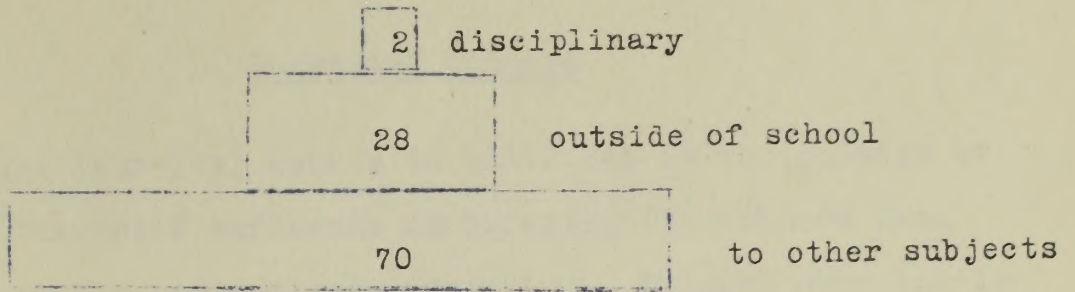 2 disciplinary
28 outside of school
70 to other subjects